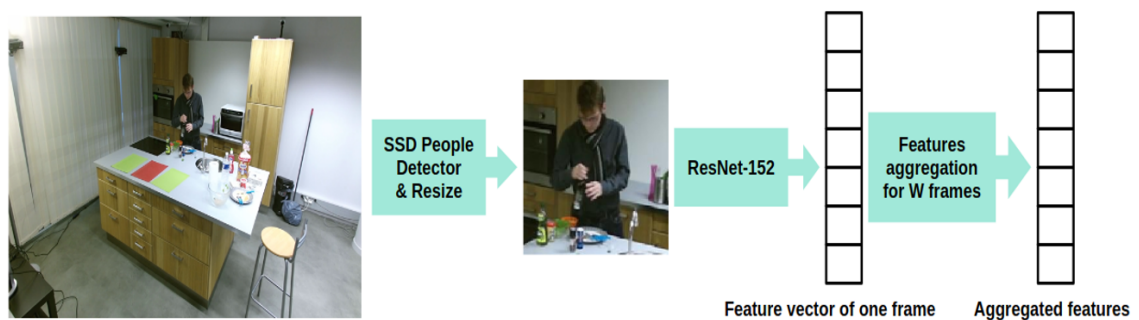 SSD People
Detector
& Resize
ResNet-152
Features
aggregation
for W frames
Feature vector of one frame
Aggregated features